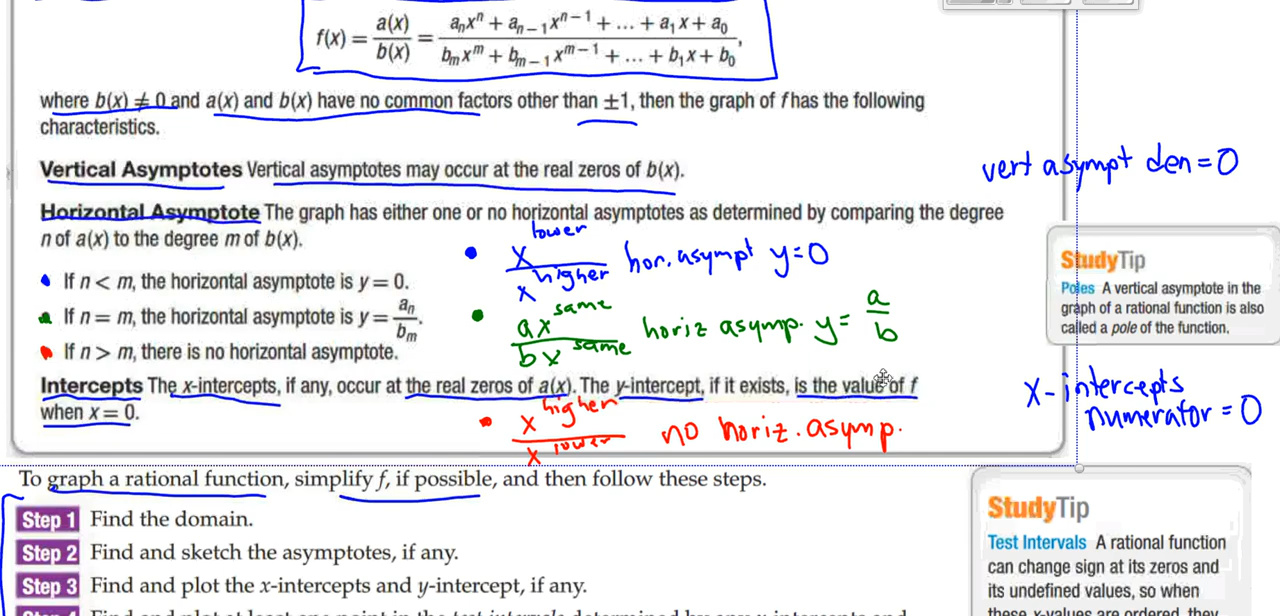 f(x) = a(x)/b(x) = (aₙxⁿ + aₙ₋₁xⁿ⁻¹ + ... + a₁x + a₀)/(bₘxᵐ + bₘ₋₁xᵐ⁻¹ + ... + b₁x + b₀),
where b(x) ≠ 0 and a(x) and b(x) have no common factors other than ±1, then the graph of f has the following
characteristics.
Vertical Asymptotes Vertical asymptotes may occur at the real zeros of b(x).
vert asympt den = 0
Horizontal Asymptote The graph has either one or no horizontal asymptotes as determined by comparing the degree
n of a(x) to the degree m of b(x).
• If n < m, the horizontal asymptote is y = 0.
• If n = m, the horizontal asymptote is y = aₙ/bₘ.
• If n > m, there is no horizontal asymptote.
• x^lower/x^higher hor. asympt y = 0
• ax^same/bx^same horiz asymp. y = a/b
Intercepts The x-intercepts, if any, occur at the real zeros of a(x). The y-intercept, if it exists, is the value of f
when x = 0.
• x^higher/x^lower no horiz. asymp.
StudyTip
Poles A vertical asymptote in the
graph of a rational function is also
called a pole of the function.
x-intercepts
numerator = 0
To graph a rational function, simplify f, if possible, and then follow these steps.
Step 1 Find the domain.
Step 2 Find and sketch the asymptotes, if any.
Step 3 Find and plot the x-intercepts and y-intercept, if any.
StudyTip
Test Intervals A rational function
can change sign at its zeros and
its undefined values, so when